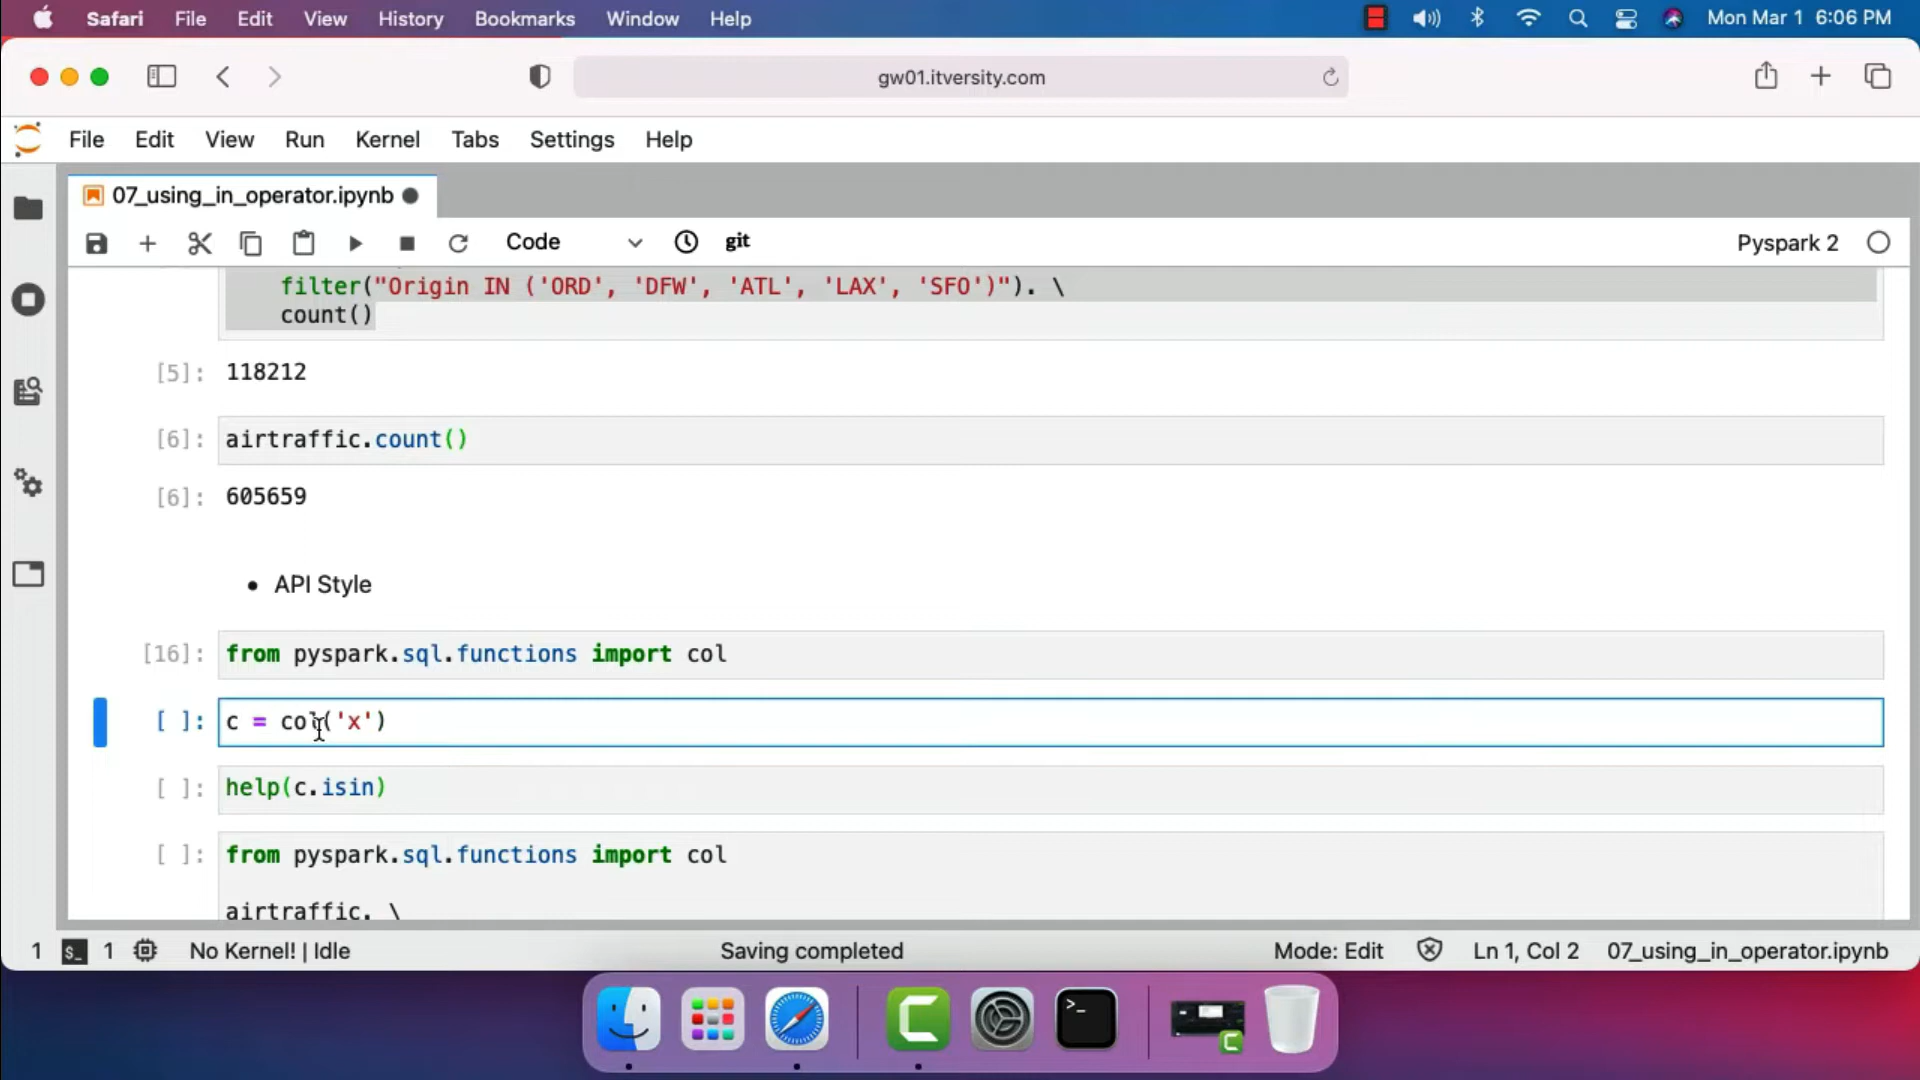 Safari File Edit View History Bookmarks Window Help Mon Mar 1 6:06 PM
gw01.itversity.com
File Edit View Run Kernel Tabs Settings Help
07_using_in_operator.ipynb
Code git Pyspark 2
filter("Origin IN ('ORD', 'DFW', 'ATL', 'LAX', 'SFO')"). \
count()
[5]: 118212
[6]: airtraffic.count()
[6]: 605659
• API Style
[16]: from pyspark.sql.functions import col
[ ]: c = col('x')
[ ]: help(c.isin)
[ ]: from pyspark.sql.functions import col
airtraffic. \
1 $_ 1 No Kernel! | Idle Saving completed Mode: Edit Ln 1, Col 2 07_using_in_operator.ipynb
>_